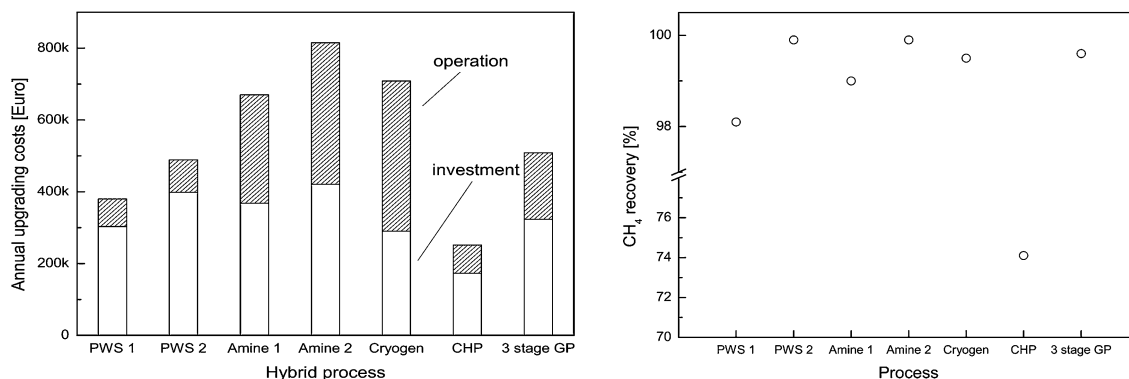 Annual upgrading costs [Euro]
800k
600k
400k
200k
0
operation
investment
PWS 1 PWS 2 Amine 1 Amine 2 Cryogen CHP 3 stage GP
Hybrid process
CH4 recovery [%]
100
98
76
74
72
70
PWS 1 PWS 2 Amine 1 Amine 2 Cryogen CHP 3 stage GP
Process